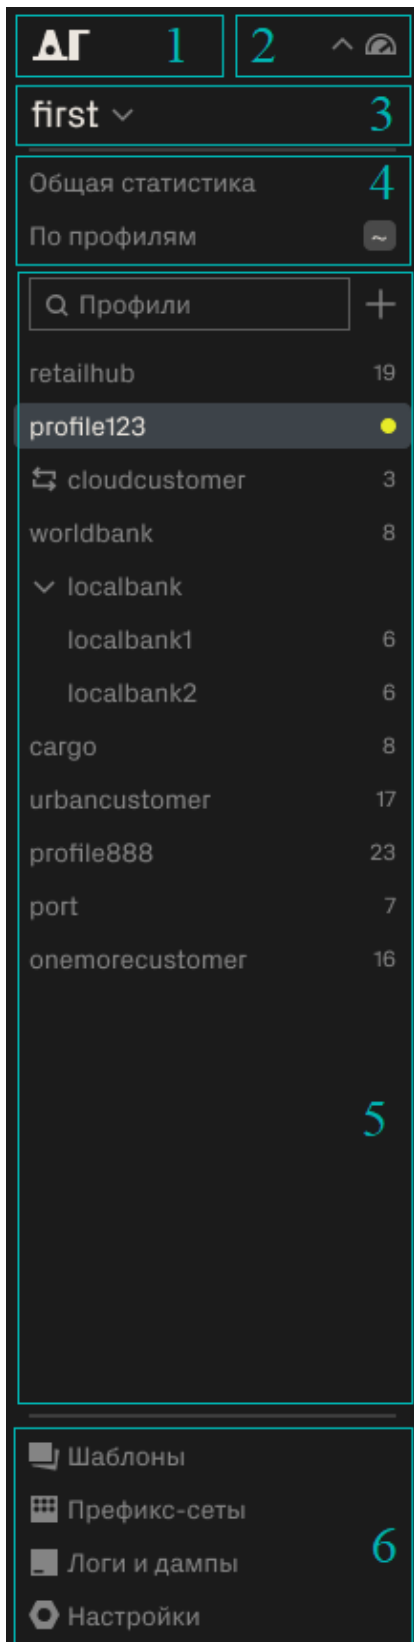 ДГ 1 2
first 3
Общая статистика 4
По профилям ~
Профили +
retailhub 19
profile123
cloudcustomer 3
worldbank 8
localbank
localbank1 6
localbank2 6
cargo 8
urbancustomer 17
profile888 23
port 7
onemorecustomer 16
5
Шаблоны
Префикс-сеты
Логи и дампы 6
Настройки